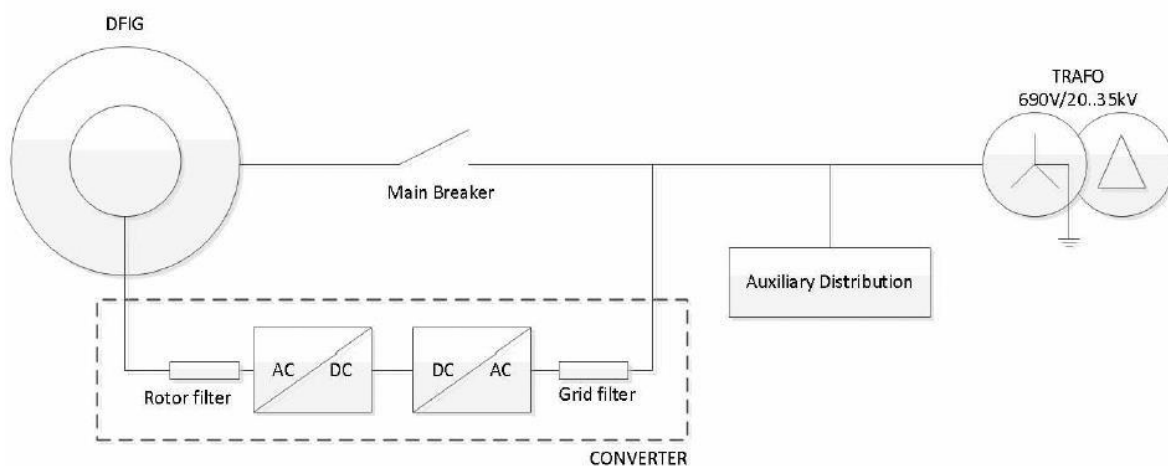 DFIG
TRAFO
690V/20..35kV
Main Breaker
Auxiliary Distribution
AC
DC
DC
AC
Rotor filter
Grid filter
CONVERTER